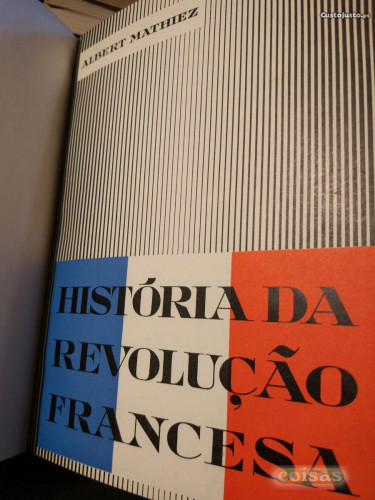 CustoJusto.pt
ALBERT MATHIEZ
HISTÓRIA DA
REVOLUÇÃO
FRANCESA
coisas